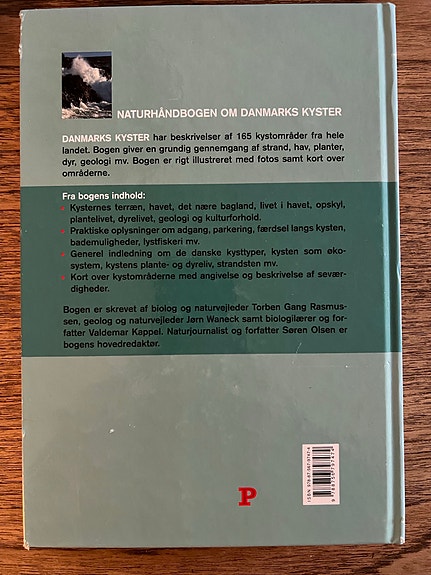 NATURHÅNDBOGEN OM DANMARKS KYSTER
DANMARKS KYSTER har beskrivelser af 165 kystområder fra hele
landet. Bogen giver en grundig gennemgang af strand, hav, planter,
dyr, geologi mv. Bogen er rigt illustreret med fotos samt kort over
områderne.
Fra bogens indhold:
• Kysternes terræn, havet, det nære bagland, livet i havet, opskyl,
plantelivet, dyrelivet, geologi og kulturforhold.
• Praktiske oplysninger om adgang, parkering, færdsel langs kysten,
bademuligheder, lystfiskeri mv.
• Generel indledning om de danske kysttyper, kysten som øko-
system, kystens plante- og dyreliv, strandsten mv.
• Kort over kystområderne med angivelse og beskrivelse af sevær-
digheder.
Bogen er skrevet af biolog og naturvejleder Torben Gang Rasmus-
sen, geolog og naturvejleder Jørn Waneck samt biologilærer og for-
fatter Valdemar Kappel. Naturjournalist og forfatter Søren Olsen er
bogens hovedredaktør.
P